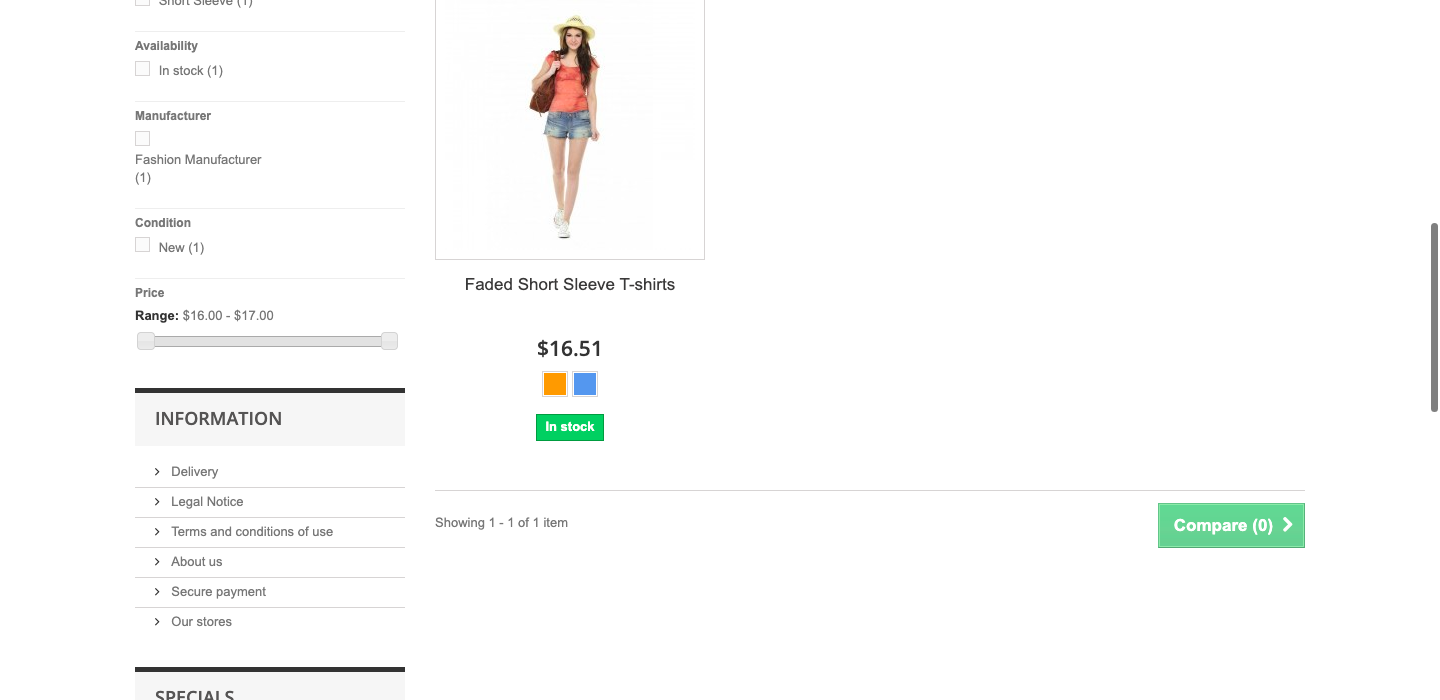 Short Sleeve (1)
Availability
In stock (1)
Manufacturer
Fashion Manufacturer
(1)
Condition
New (1)
Price
Range: $16.00 - $17.00
INFORMATION
Delivery
Legal Notice
Terms and conditions of use
About us
Secure payment
Our stores
SPECIALS
Faded Short Sleeve T-shirts
$16.51
In stock
Showing 1 - 1 of 1 item
Compare (0)